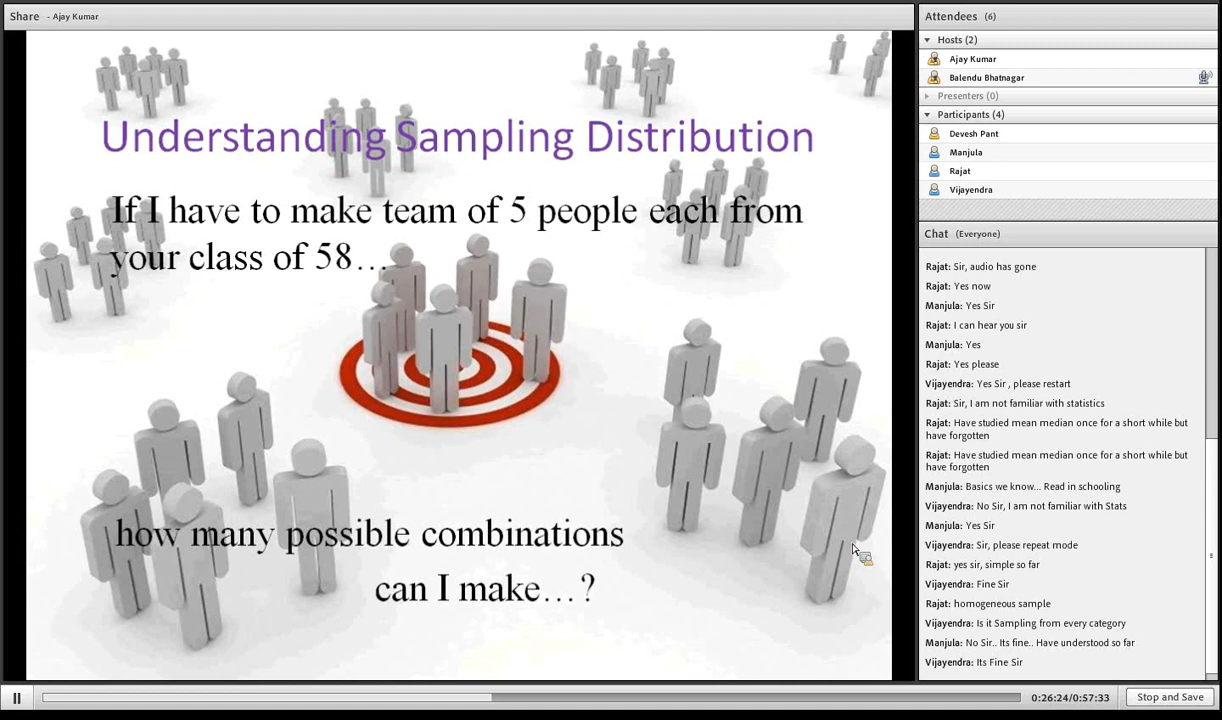 Share - Ajay Kumar
Understanding Sampling Distribution
If I have to make team of 5 people each from
your class of 58...
how many possible combinations
can I make...?
Attendees (6)
Hosts (2)
Ajay Kumar
Balendu Bhatnagar
Presenters (0)
Participants (4)
Devesh Pant
Manjula
Rajat
Vijayendra
Chat (Everyone)
Rajat: Sir, audio has gone
Rajat: Yes now
Manjula: Yes Sir
Rajat: I can hear you sir
Manjula: Yes
Rajat: Yes please
Vijayendra: Yes Sir , please restart
Rajat: Sir, I am not familiar with statistics
Rajat: Have studied mean median once for a short while but
have forgotten
Rajat: Have studied mean median once for a short while but
have forgotten
Manjula: Basics we know... Read in schooling
Vijayendra: No Sir, I am not familiar with Stats
Manjula: Yes Sir
Vijayendra: Sir, please repeat mode
Rajat: yes sir, simple so far
Vijayendra: Fine Sir
Rajat: homogeneous sample
Vijayendra: Is it Sampling from every category
Manjula: No Sir.. Its fine.. Have understood so far
Vijayendra: Its Fine Sir
0:26:24/0:57:33
Stop and Save